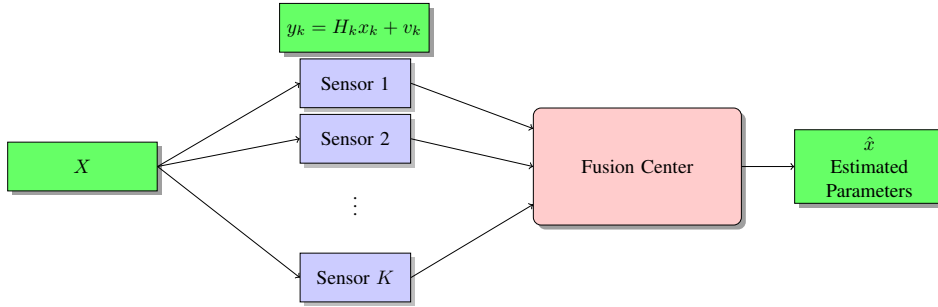 y_k = H_k x_k + v_k
Sensor 1
Sensor 2
⋮
Sensor K
X
Fusion Center
x̂
Estimated
Parameters